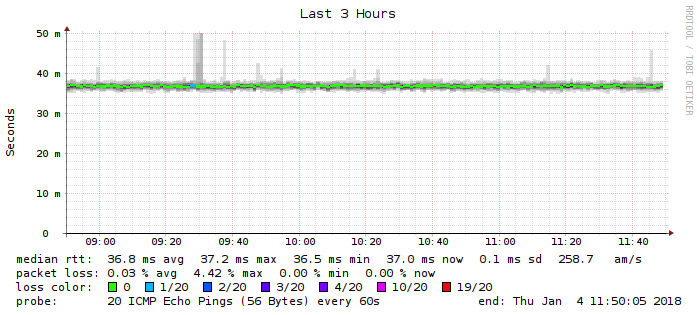 Last 3 Hours
RRDTOOL / TOBI OETIKER
Seconds
50 m
40 m
30 m
20 m
10 m
0
09:00 09:20 09:40 10:00 10:20 10:40 11:00 11:20 11:40
median rtt: 36.8 ms avg 37.2 ms max 36.5 ms min 37.0 ms now 0.1 ms sd 258.7 am/s
packet loss: 0.03 % avg 4.42 % max 0.00 % min 0.00 % now
loss color: 0 1/20 2/20 3/20 4/20 10/20 19/20
probe: 20 ICMP Echo Pings (56 Bytes) every 60s end: Thu Jan 4 11:50:05 2018